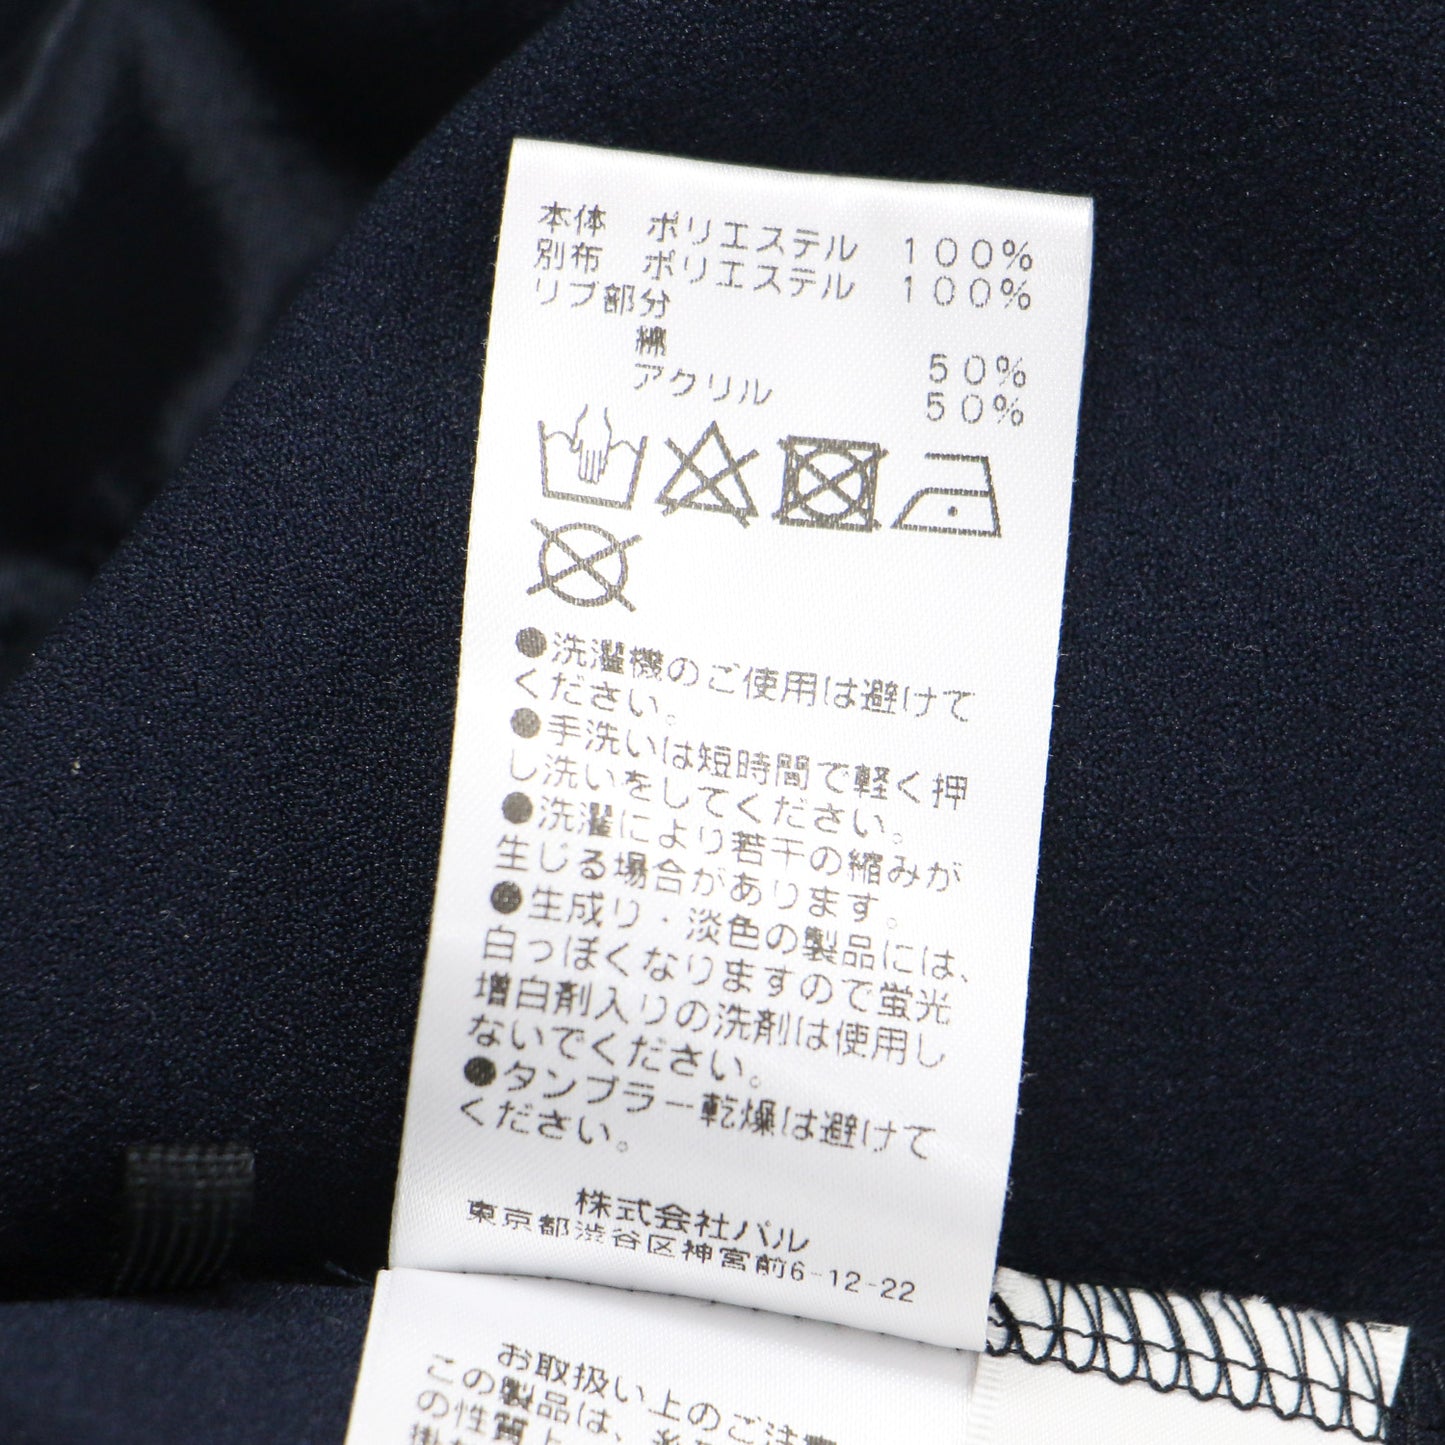 本体 ポリエステル 100%
別布 ポリエステル 100%
リブ部分
綿 50%
アクリル 50%
●洗濯機のご使用は避けて
ください。
●手洗いは短時間で軽く押
し洗いをしてください。
●洗濯により若干の縮みが
生じる場合があります。
●生成り・淡色の製品には、
白っぽくなりますので蛍光
増白剤入りの洗剤は使用し
ないでください。
●タンブラー乾燥は避けて
ください。
株式会社パル
東京都渋谷区神宮前6-12-22
お取扱い上のご注意
この製品は、
の性質上